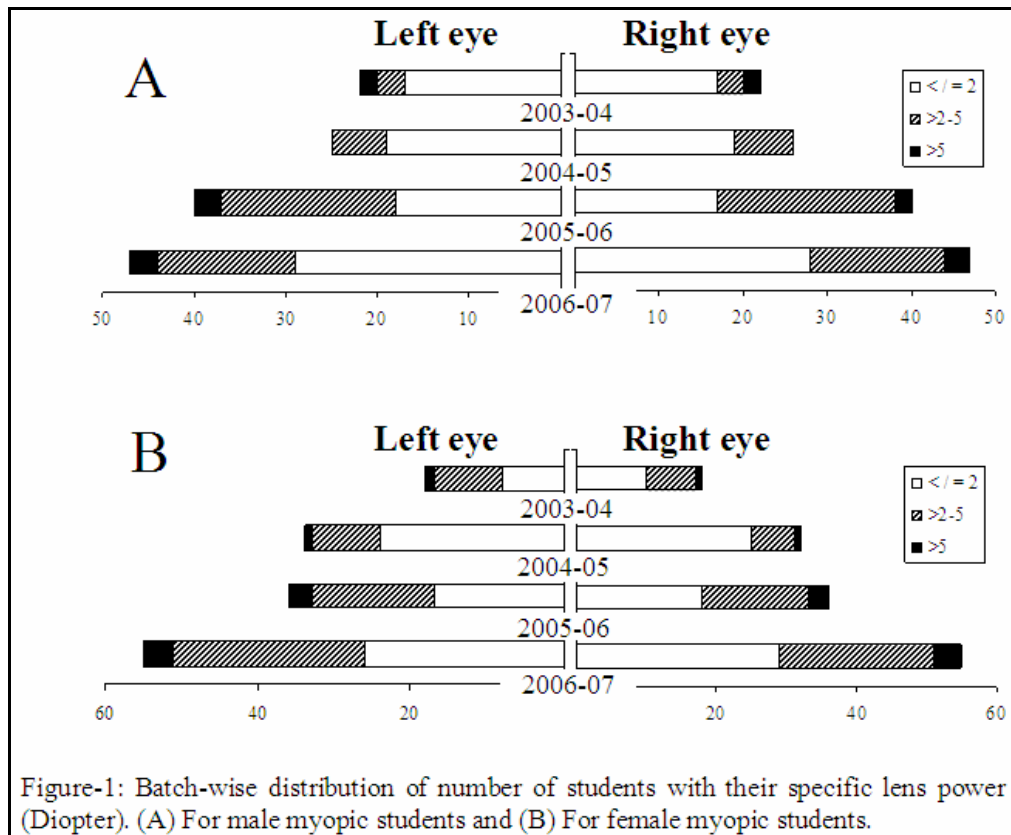 Left eye Right eye
A
< / = 2
>2-5
>5
2003-04
2004-05
2005-06
2006-07
50 40 30 20 10 10 20 30 40 50
Left eye Right eye
B
< / = 2
>2-5
>5
2003-04
2004-05
2005-06
2006-07
60 40 20 20 40 60
Figure-1: Batch-wise distribution of number of students with their specific lens power
(Diopter). (A) For male myopic students and (B) For female myopic students.